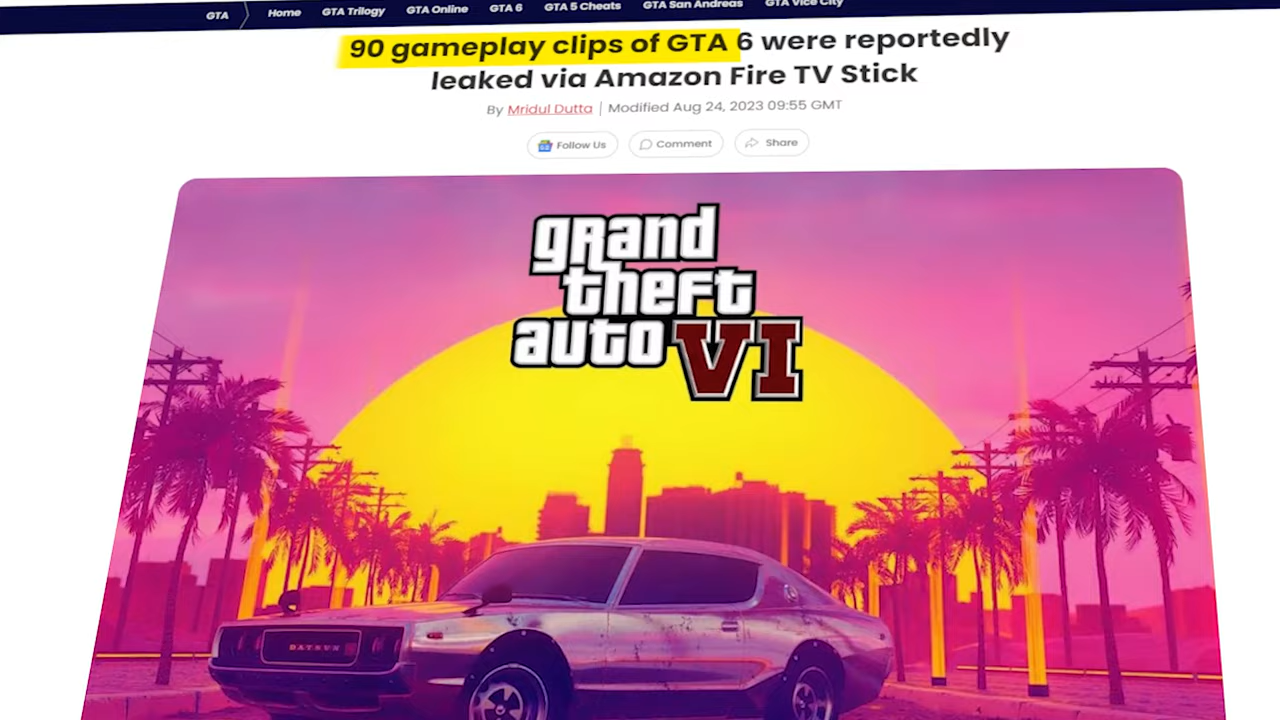 GTA
Home
GTA Trilogy
GTA Online
GTA 6
GTA 5 Cheats
GTA San Andreas
GTA Vice City
90 gameplay clips of GTA 6 were reportedly
leaked via Amazon Fire TV Stick
By Mridul Dutta | Modified Aug 24, 2023 09:55 GMT
Follow Us
Comment
Share
grand
theft
auto VI
DATSUN